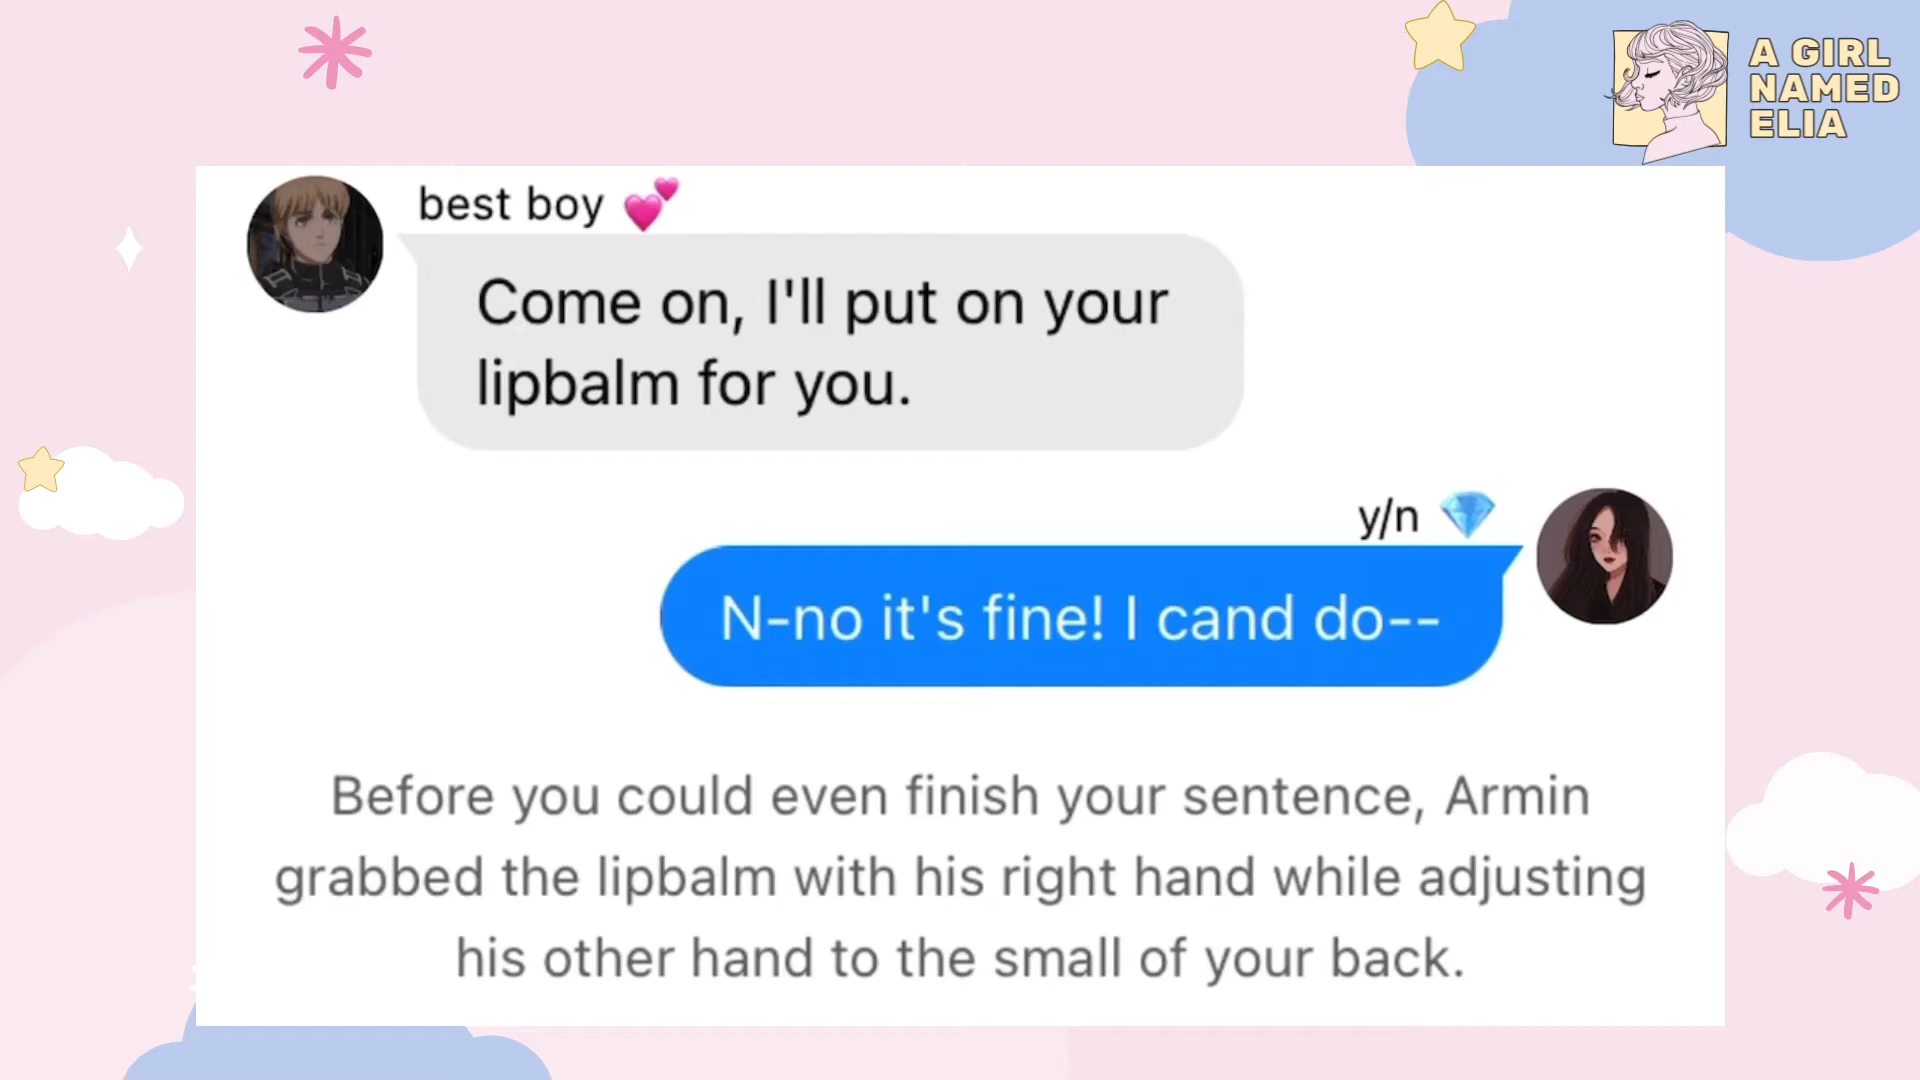 A GIRL
NAMED
ELIA
best boy 💕
Come on, I'll put on your
lipbalm for you.
y/n 💎
N-no it's fine! I cand do--
Before you could even finish your sentence, Armin
grabbed the lipbalm with his right hand while adjusting
his other hand to the small of your back.